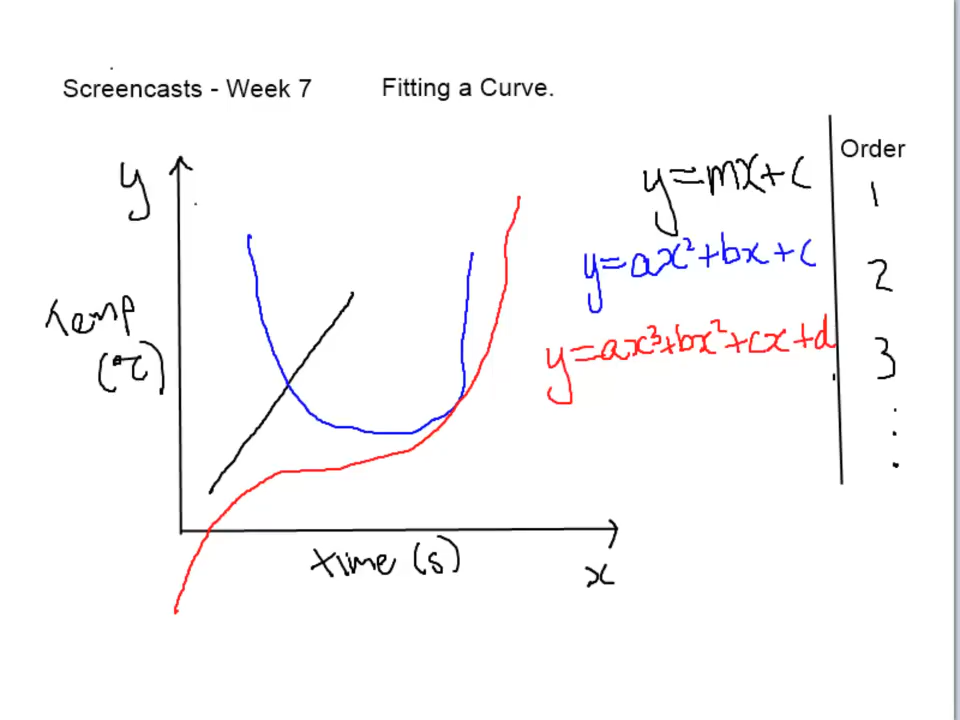 Screencasts - Week 7 Fitting a Curve.
Order
y
y=mx+c 1
y=ax²+bx+c 2
Temp
(°C)
y=ax³+bx²+cx+d 3
time (s)
x